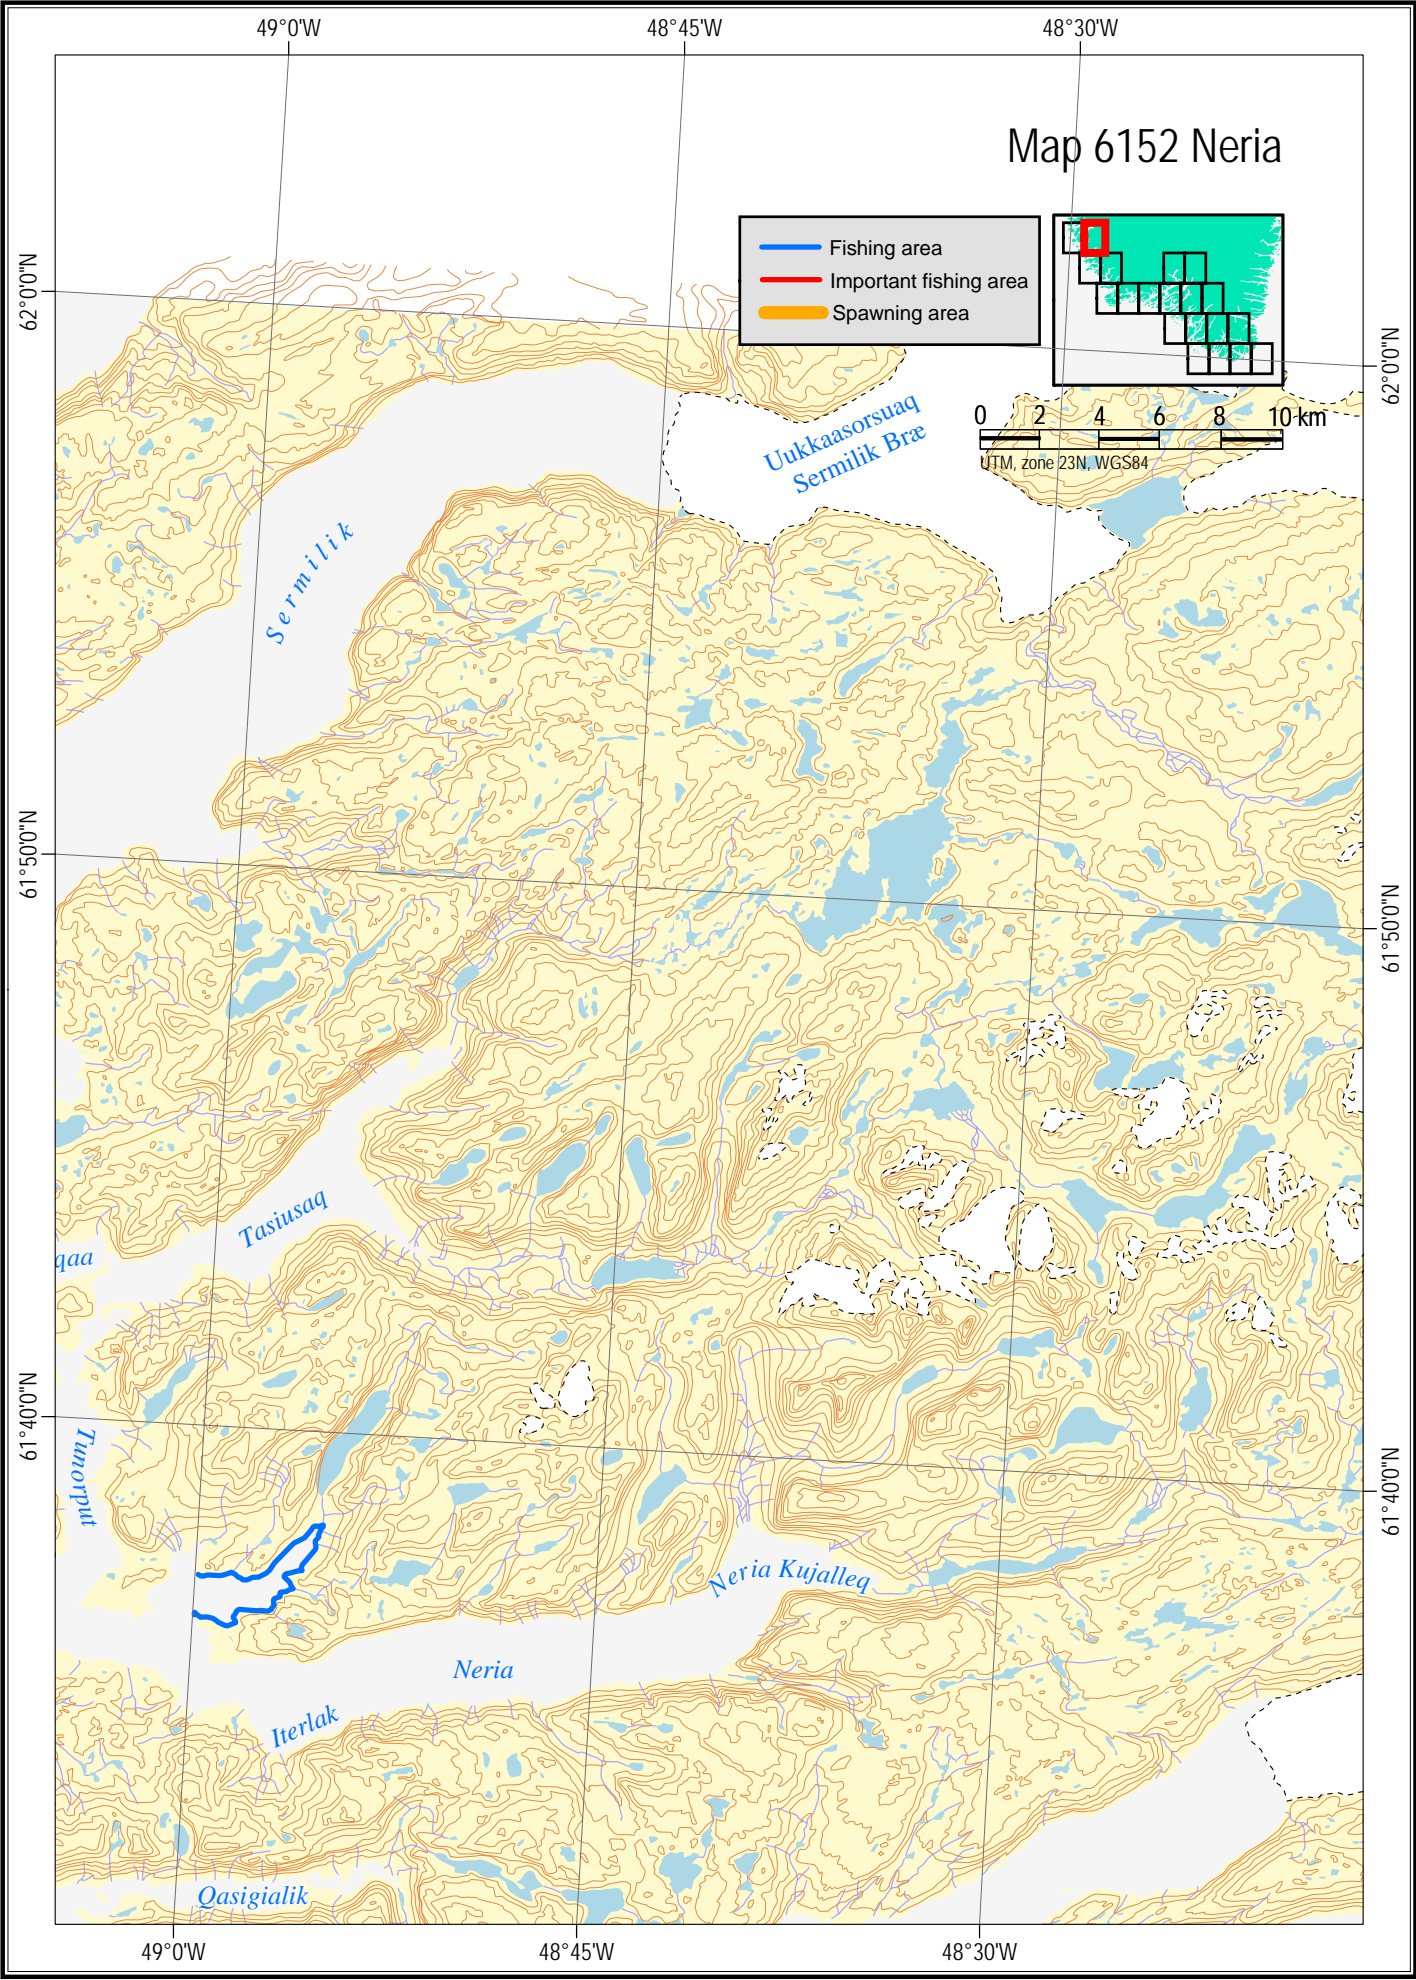 49°0'W
48°45'W
48°30'W
Map 6152 Neria
Fishing area
Important fishing area
Spawning area
62°0'0"N
62°0'0"N
0 2 4 6 8 10 km
UTM, zone 23N, WGS84
Uukkaasorsuaq
Sermilik Bræ
Sermilik
61°50'0"N
61°50'0"N
Tasiusaq
qaa
61°40'0"N
61°40'0"N
Tunorput
Neria Kujalleq
Neria
Iterlak
Qasigialik
49°0'W
48°45'W
48°30'W